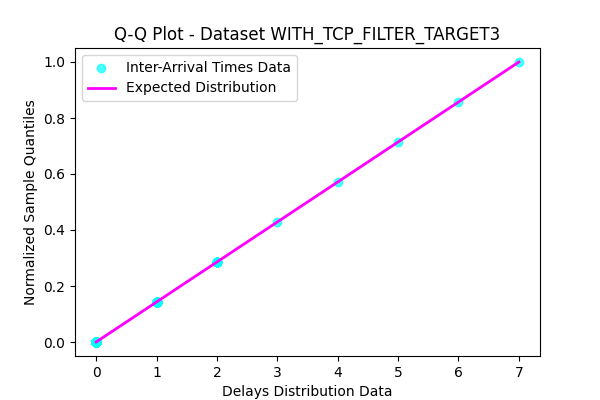 Q-Q Plot - Dataset WITH_TCP_FILTER_TARGET3
Inter-Arrival Times Data
Expected Distribution
Normalized Sample Quantiles
1.0
0.8
0.6
0.4
0.2
0.0
0 1 2 3 4 5 6 7
Delays Distribution Data